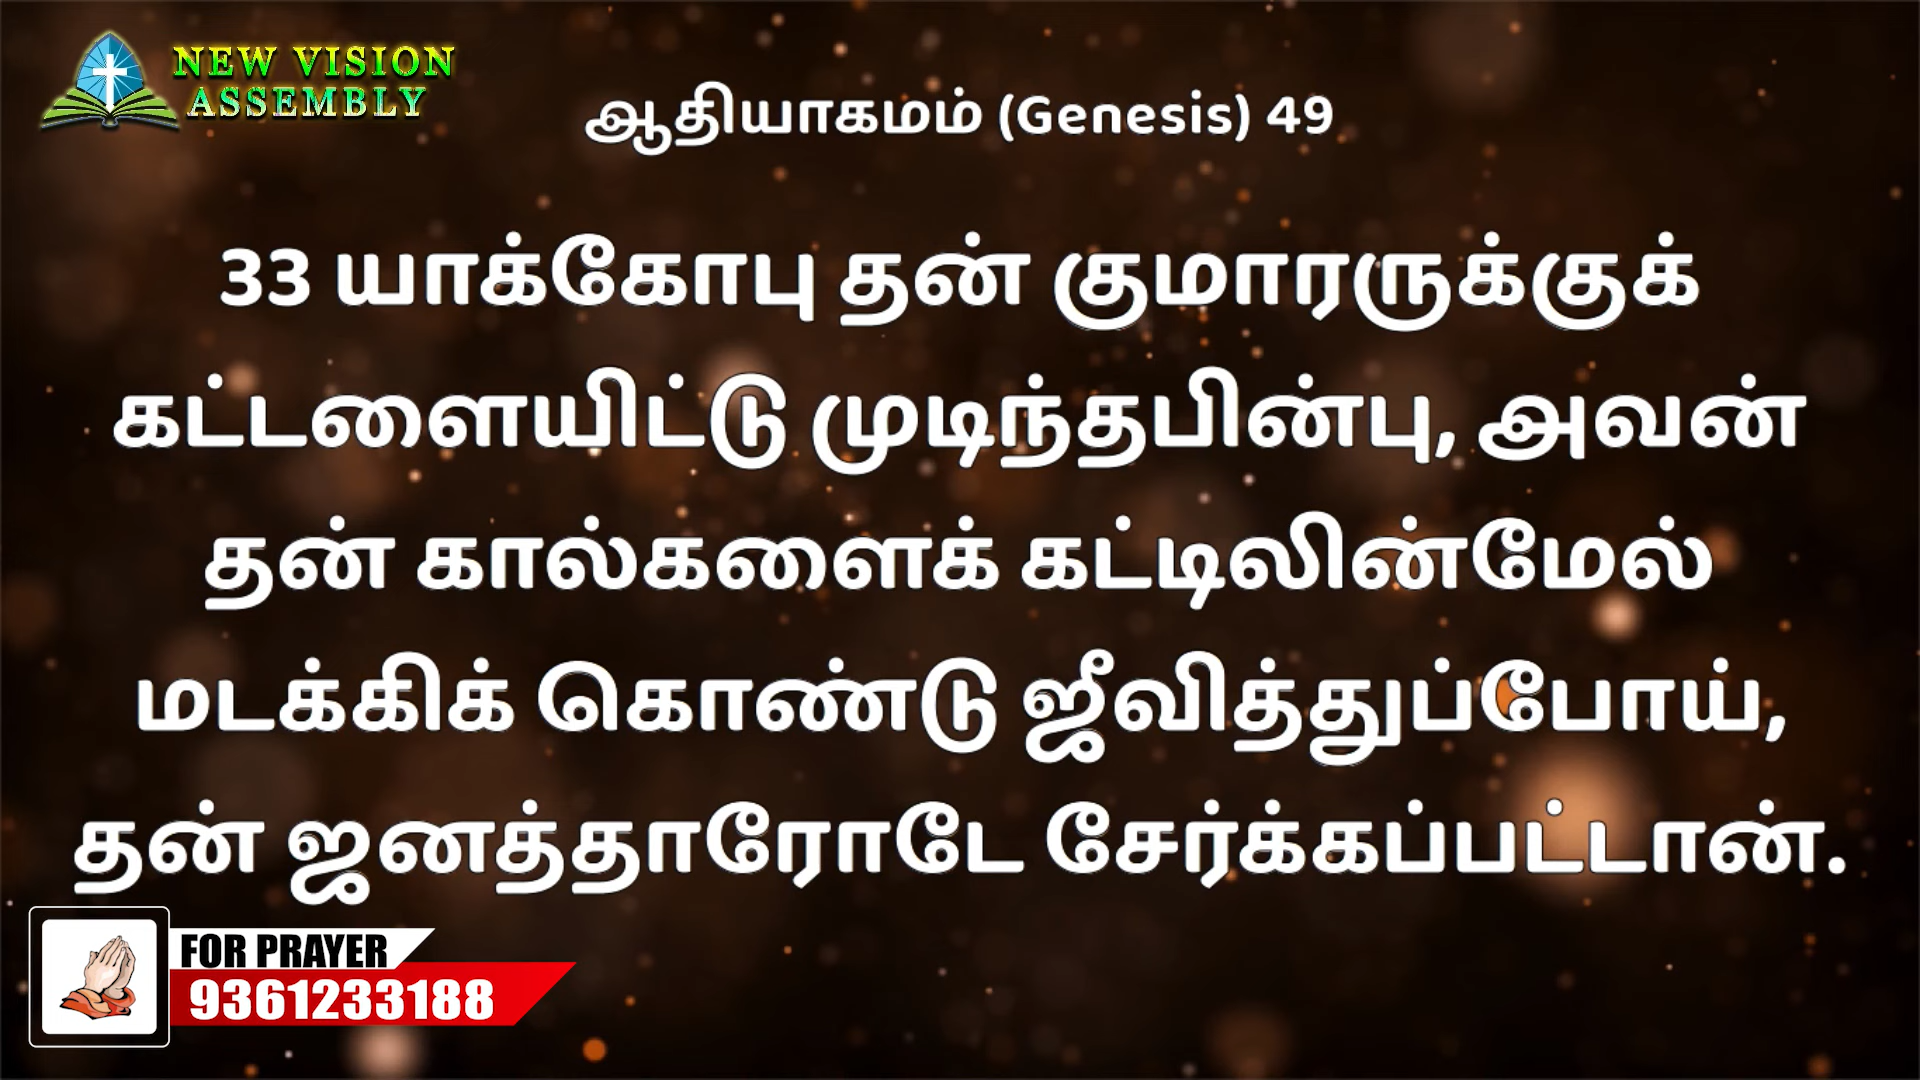 NEW VISION
ASSEMBLY
ஆதியாகமம் (Genesis) 49
33 யாக்கோபு தன் குமாரருக்குக்
கட்டளையிட்டு முடிந்தபின்பு, அவன்
தன் கால்களைக் கட்டிலின்மேல்
மடக்கிக் கொண்டு ஜீவித்துப்போய்,
தன் ஜனத்தாரோடே சேர்க்கப்பட்டான்.
FOR PRAYER
9361233188